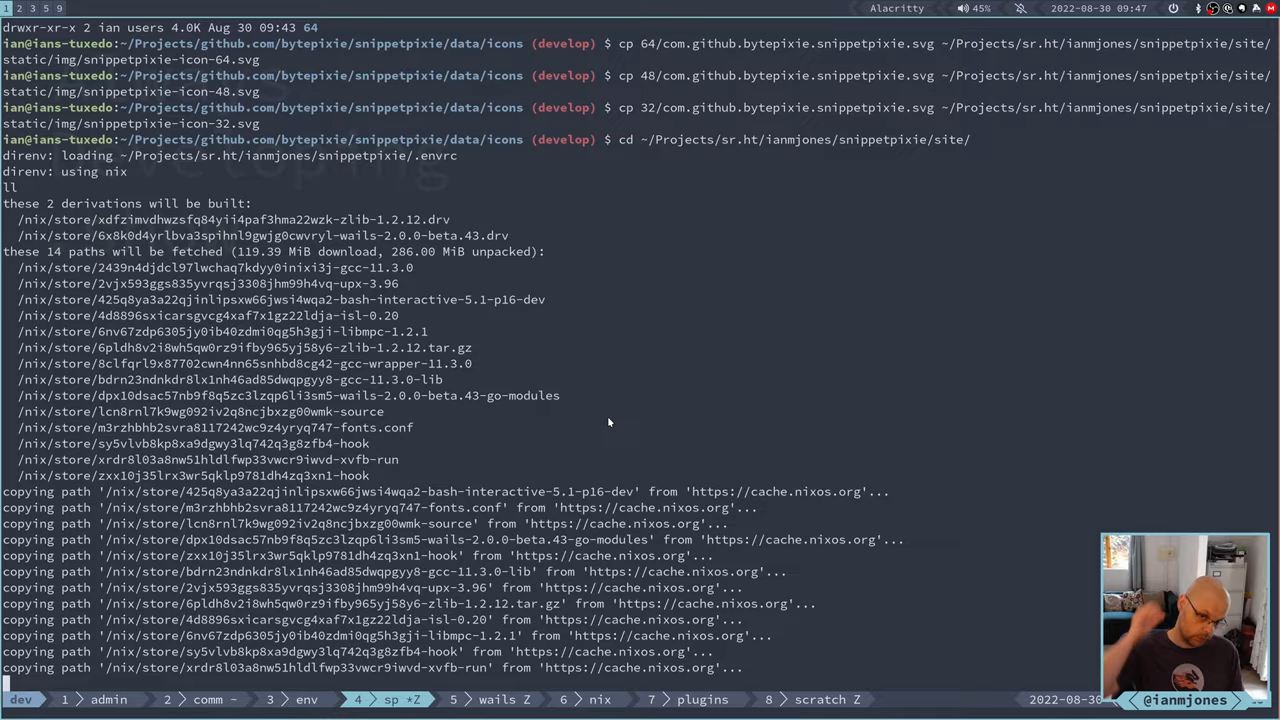 1 2 3 5 9 Alacritty 45% 2022-08-30 09:47
drwxr-xr-x 2 ian users 4.0K Aug 30 09:43 64
ian@ians-tuxedo:~/Projects/github.com/bytepixie/snippetpixie/data/icons (develop) $ cp 64/com.github.bytepixie.snippetpixie.svg ~/Projects/sr.ht/ianmjones/snippetpixie/site/
static/img/snippetpixie-icon-64.svg
ian@ians-tuxedo:~/Projects/github.com/bytepixie/snippetpixie/data/icons (develop) $ cp 48/com.github.bytepixie.snippetpixie.svg ~/Projects/sr.ht/ianmjones/snippetpixie/site/
static/img/snippetpixie-icon-48.svg
ian@ians-tuxedo:~/Projects/github.com/bytepixie/snippetpixie/data/icons (develop) $ cp 32/com.github.bytepixie.snippetpixie.svg ~/Projects/sr.ht/ianmjones/snippetpixie/site/
static/img/snippetpixie-icon-32.svg
ian@ians-tuxedo:~/Projects/github.com/bytepixie/snippetpixie/data/icons (develop) $ cd ~/Projects/sr.ht/ianmjones/snippetpixie/site/
direnv: loading ~/Projects/sr.ht/ianmjones/snippetpixie/.envrc
direnv: using nix
ll
these 2 derivations will be built:
/nix/store/xdfzimvdhwzsfq84yii4paf3hma22wzk-zlib-1.2.12.drv
/nix/store/6x8k0d4yrlbva3spihnl9gwjg0cwvryl-wails-2.0.0-beta.43.drv
these 14 paths will be fetched (119.39 MiB download, 286.00 MiB unpacked):
/nix/store/2439n4djdcl97lwchaq7kdyy0inixi3j-gcc-11.3.0
/nix/store/2vjx593ggs835yvrqsj3308jhm99h4vq-upx-3.96
/nix/store/425q8ya3a22qjinlipsxw66jwsi4wqa2-bash-interactive-5.1-p16-dev
/nix/store/4d8896sxicarsgvcg4xaf7x1gz22ldja-isl-0.20
/nix/store/6nv67zdp6305jy0ib40zdmi0qg5h3gji-libmpc-1.2.1
/nix/store/6pldh8v2i8wh5qw0rz9ifby965yj58y6-zlib-1.2.12.tar.gz
/nix/store/8clfqrl9x87702cwn4nn65snhbd8cg42-gcc-wrapper-11.3.0
/nix/store/bdrn23ndnkdr8lx1nh46ad85dwqpgyy8-gcc-11.3.0-lib
/nix/store/dpx10dsac57nb9f8q5zc3lzqp6li3sm5-wails-2.0.0-beta.43-go-modules
/nix/store/lcn8rnl7k9wg092iv2q8ncjbxzg00wmk-source
/nix/store/m3rzhbhb2svra8117242wc9z4yryq747-fonts.conf
/nix/store/sy5vlvb8kp8xa9dgwy3lq742q3g8zfb4-hook
/nix/store/xrdr8l03a8nw51hldlfwp33vwcr9iwvd-xvfb-run
/nix/store/zxx10j35lrx3wr5qklp9781dh4zq3xn1-hook
copying path '/nix/store/425q8ya3a22qjinlipsxw66jwsi4wqa2-bash-interactive-5.1-p16-dev' from 'https://cache.nixos.org'...
copying path '/nix/store/m3rzhbhb2svra8117242wc9z4yryq747-fonts.conf' from 'https://cache.nixos.org'...
copying path '/nix/store/lcn8rnl7k9wg092iv2q8ncjbxzg00wmk-source' from 'https://cache.nixos.org'...
copying path '/nix/store/dpx10dsac57nb9f8q5zc3lzqp6li3sm5-wails-2.0.0-beta.43-go-modules' from 'https://cache.nixos.org'...
copying path '/nix/store/zxx10j35lrx3wr5qklp9781dh4zq3xn1-hook' from 'https://cache.nixos.org'...
copying path '/nix/store/bdrn23ndnkdr8lx1nh46ad85dwqpgyy8-gcc-11.3.0-lib' from 'https://cache.nixos.org'...
copying path '/nix/store/2vjx593ggs835yvrqsj3308jhm99h4vq-upx-3.96' from 'https://cache.nixos.org'...
copying path '/nix/store/6pldh8v2i8wh5qw0rz9ifby965yj58y6-zlib-1.2.12.tar.gz' from 'https://cache.nixos.org'...
copying path '/nix/store/4d8896sxicarsgvcg4xaf7x1gz22ldja-isl-0.20' from 'https://cache.nixos.org'...
copying path '/nix/store/6nv67zdp6305jy0ib40zdmi0qg5h3gji-libmpc-1.2.1' from 'https://cache.nixos.org'...
copying path '/nix/store/sy5vlvb8kp8xa9dgwy3lq742q3g8zfb4-hook' from 'https://cache.nixos.org'...
copying path '/nix/store/xrdr8l03a8nw51hldlfwp33vwcr9iwvd-xvfb-run' from 'https://cache.nixos.org'...
dev 1 admin 2 comm ~ 3 env 4 sp *Z 5 wails Z 6 nix 7 plugins 8 scratch Z 2022-08-30 @ianmjones